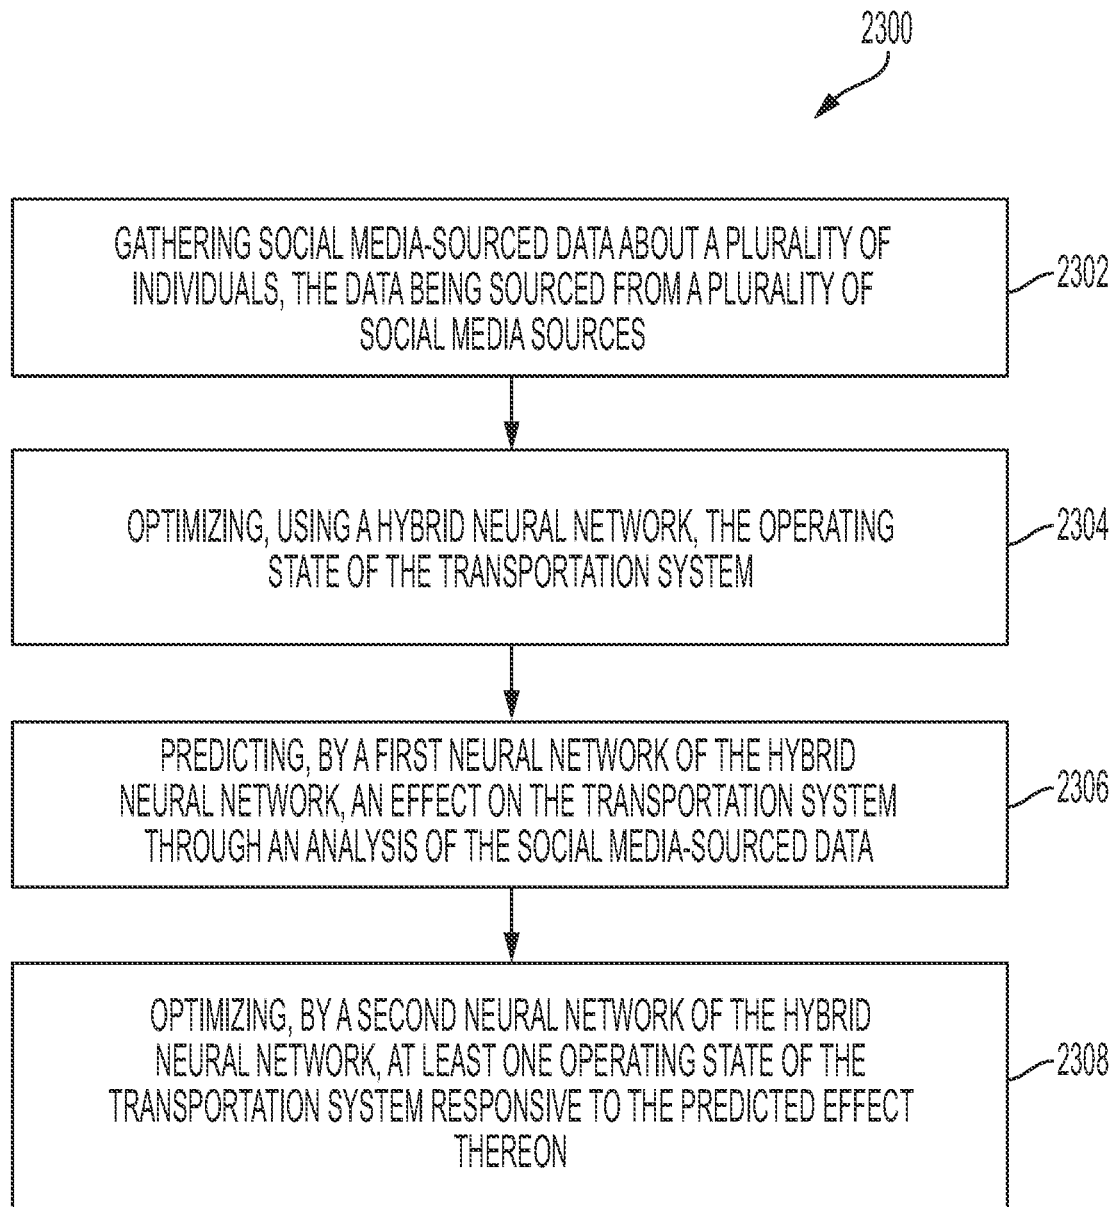 2300
GATHERING SOCIAL MEDIA-SOURCED DATA ABOUT A PLURALITY OF
INDIVIDUALS, THE DATA BEING SOURCED FROM A PLURALITY OF
SOCIAL MEDIA SOURCES
2302
OPTIMIZING, USING A HYBRID NEURAL NETWORK, THE OPERATING
STATE OF THE TRANSPORTATION SYSTEM
2304
PREDICTING, BY A FIRST NEURAL NETWORK OF THE HYBRID
NEURAL NETWORK, AN EFFECT ON THE TRANSPORTATION SYSTEM
THROUGH AN ANALYSIS OF THE SOCIAL MEDIA-SOURCED DATA
2306
OPTIMIZING, BY A SECOND NEURAL NETWORK OF THE HYBRID
NEURAL NETWORK, AT LEAST ONE OPERATING STATE OF THE
TRANSPORTATION SYSTEM RESPONSIVE TO THE PREDICTED EFFECT
THEREON
2308